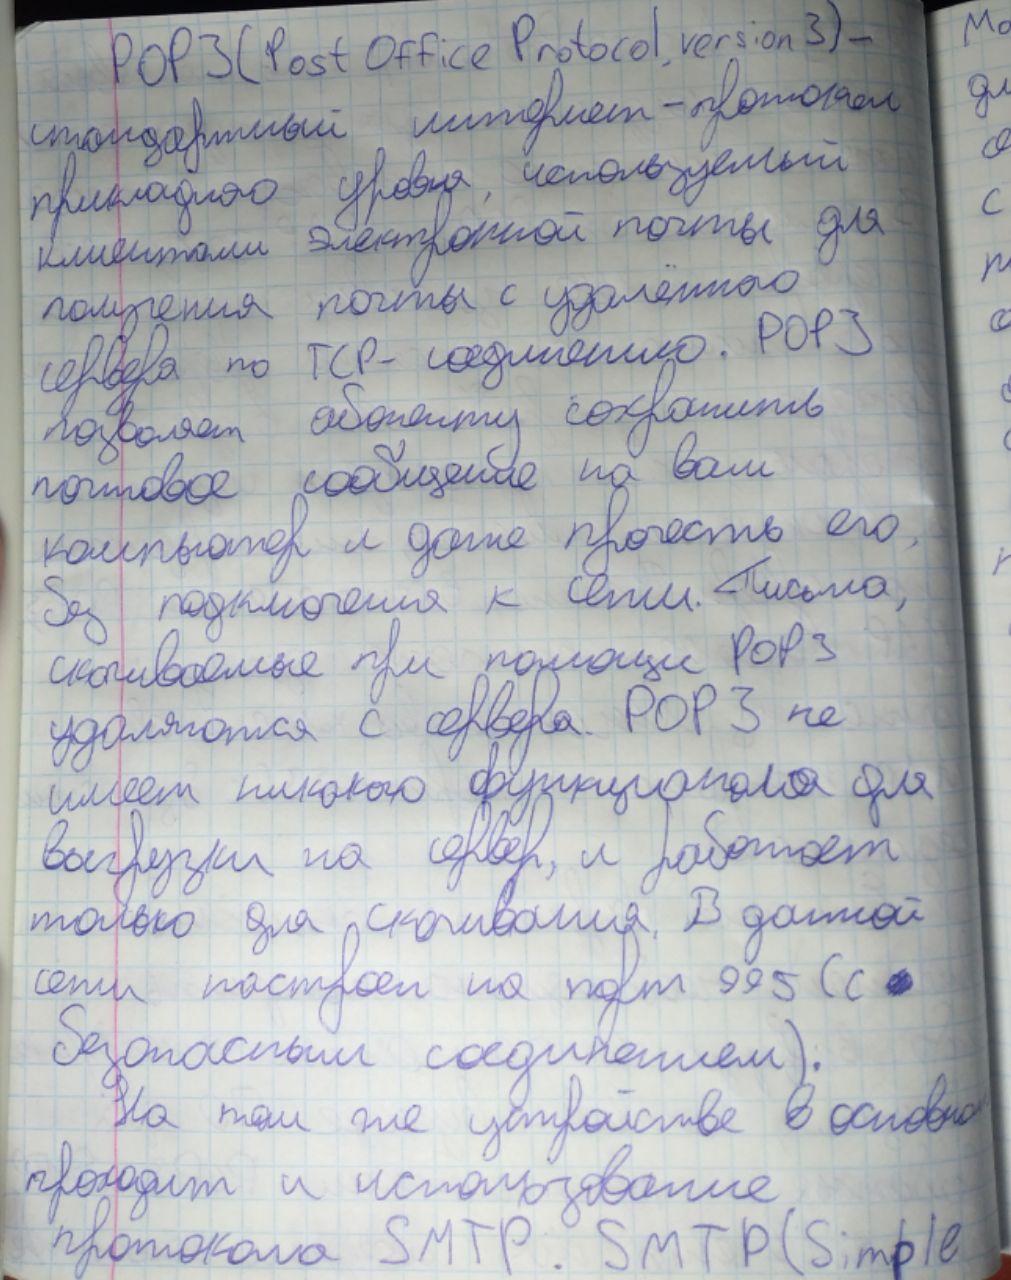 POP3 (Post Office Protocol, version 3) –
стандартный интернет-протокол
прикладного уровня, используемый
клиентами электронной почты для
получения почты с удалённого
сервера по TCP-соединению. POP3
позволяет абоненту сохранить
почтовое сообщение на ваш
компьютер и даже прочесть его,
без подключения к сети. Письма,
скачиваемые при помощи POP3
удаляются с сервера. POP3 не
имеет никакого функционала для
выгрузки на сервер, и работает
только для скачивания. В данной
сети настроен на порт 995 (с
безопасным соединением).
На том же устройстве в основном
проходит и использование
протокола SMTP. SMTP (Simple